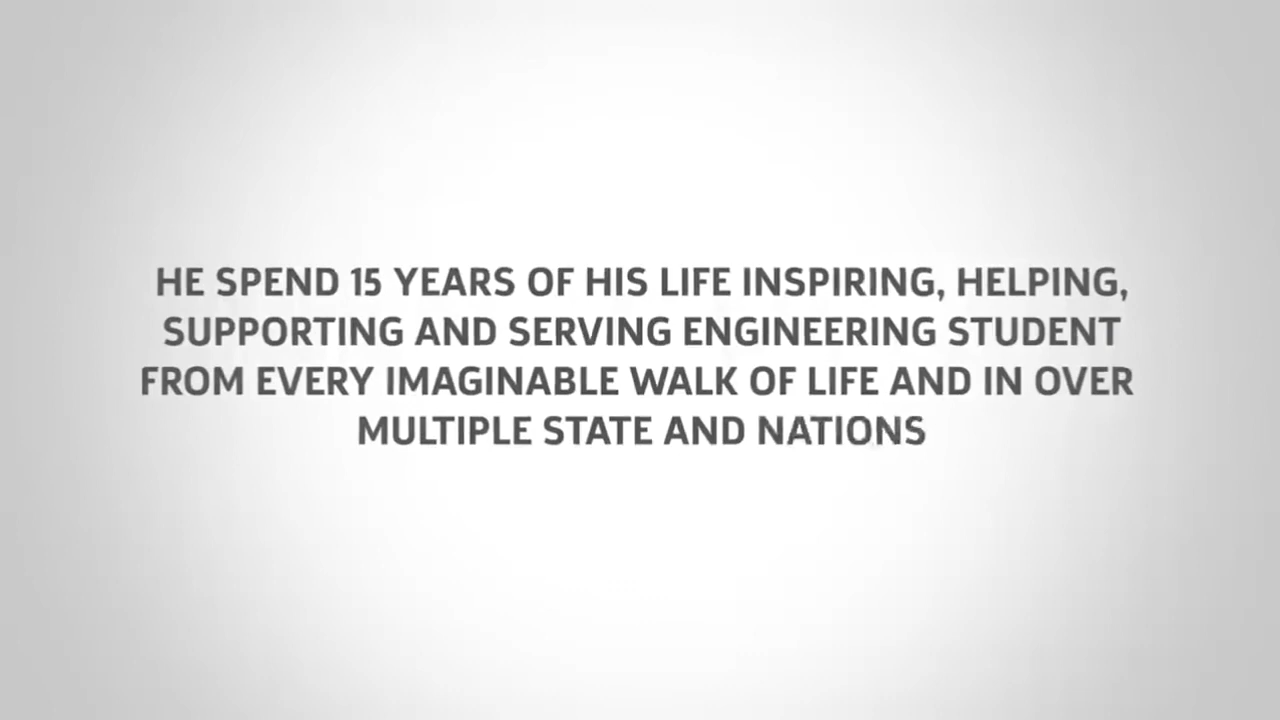 HE SPEND 15 YEARS OF HIS LIFE INSPIRING, HELPING,
SUPPORTING AND SERVING ENGINEERING STUDENT
FROM EVERY IMAGINABLE WALK OF LIFE AND IN OVER
MULTIPLE STATE AND NATIONS